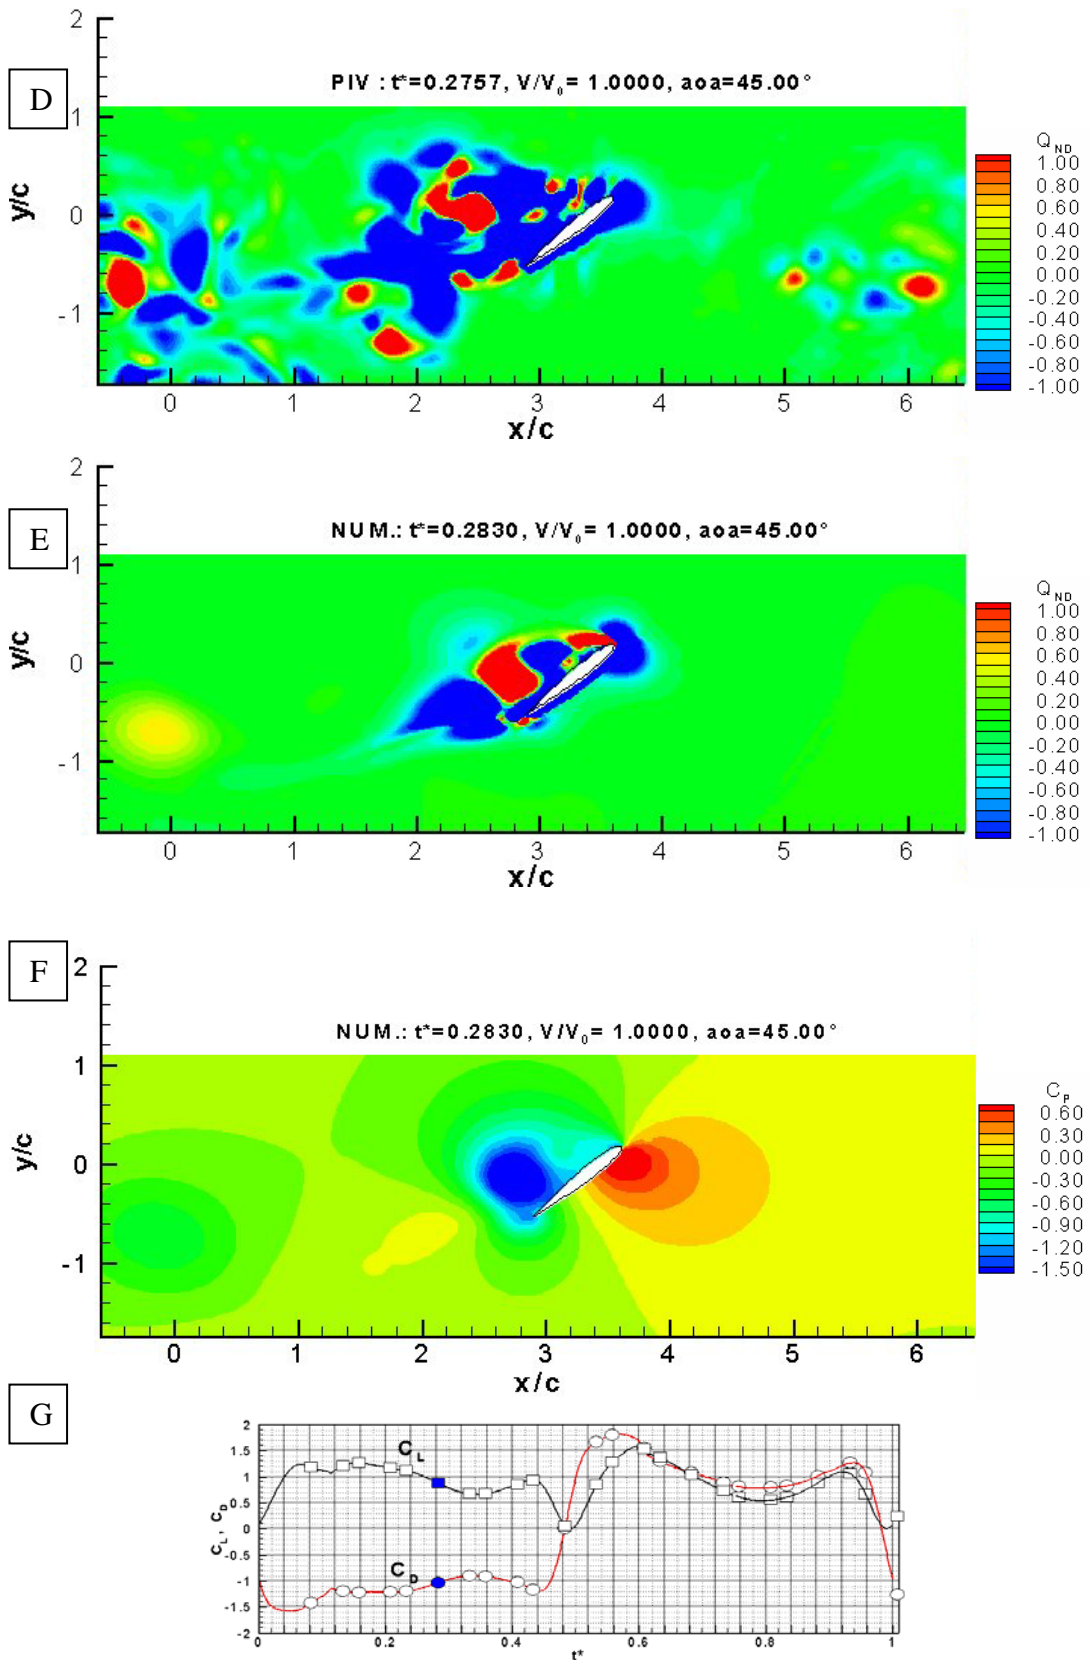 D
PIV : t*=0.2757, V/V0= 1.0000, aoa=45.00°
2
1
0
-1
y/c
0 1 2 3 4 5 6
x/c
Q ND
1.00
0.80
0.60
0.40
0.20
0.00
-0.20
-0.40
-0.60
-0.80
-1.00
E
NUM.: t*=0.2830, V/V0= 1.0000, aoa=45.00°
2
1
0
-1
y/c
0 1 2 3 4 5 6
x/c
Q ND
1.00
0.80
0.60
0.40
0.20
0.00
-0.20
-0.40
-0.60
-0.80
-1.00
F
NUM.: t*=0.2830, V/V0= 1.0000, aoa=45.00°
2
1
0
-1
y/c
0 1 2 3 4 5 6
x/c
C P
0.60
0.30
0.00
-0.30
-0.60
-0.90
-1.20
-1.50
G
2
1.5
1
0.5
0
-0.5
-1
-1.5
-2
C L , C D
C L
C D
0 0.2 0.4 0.6 0.8 1
t*